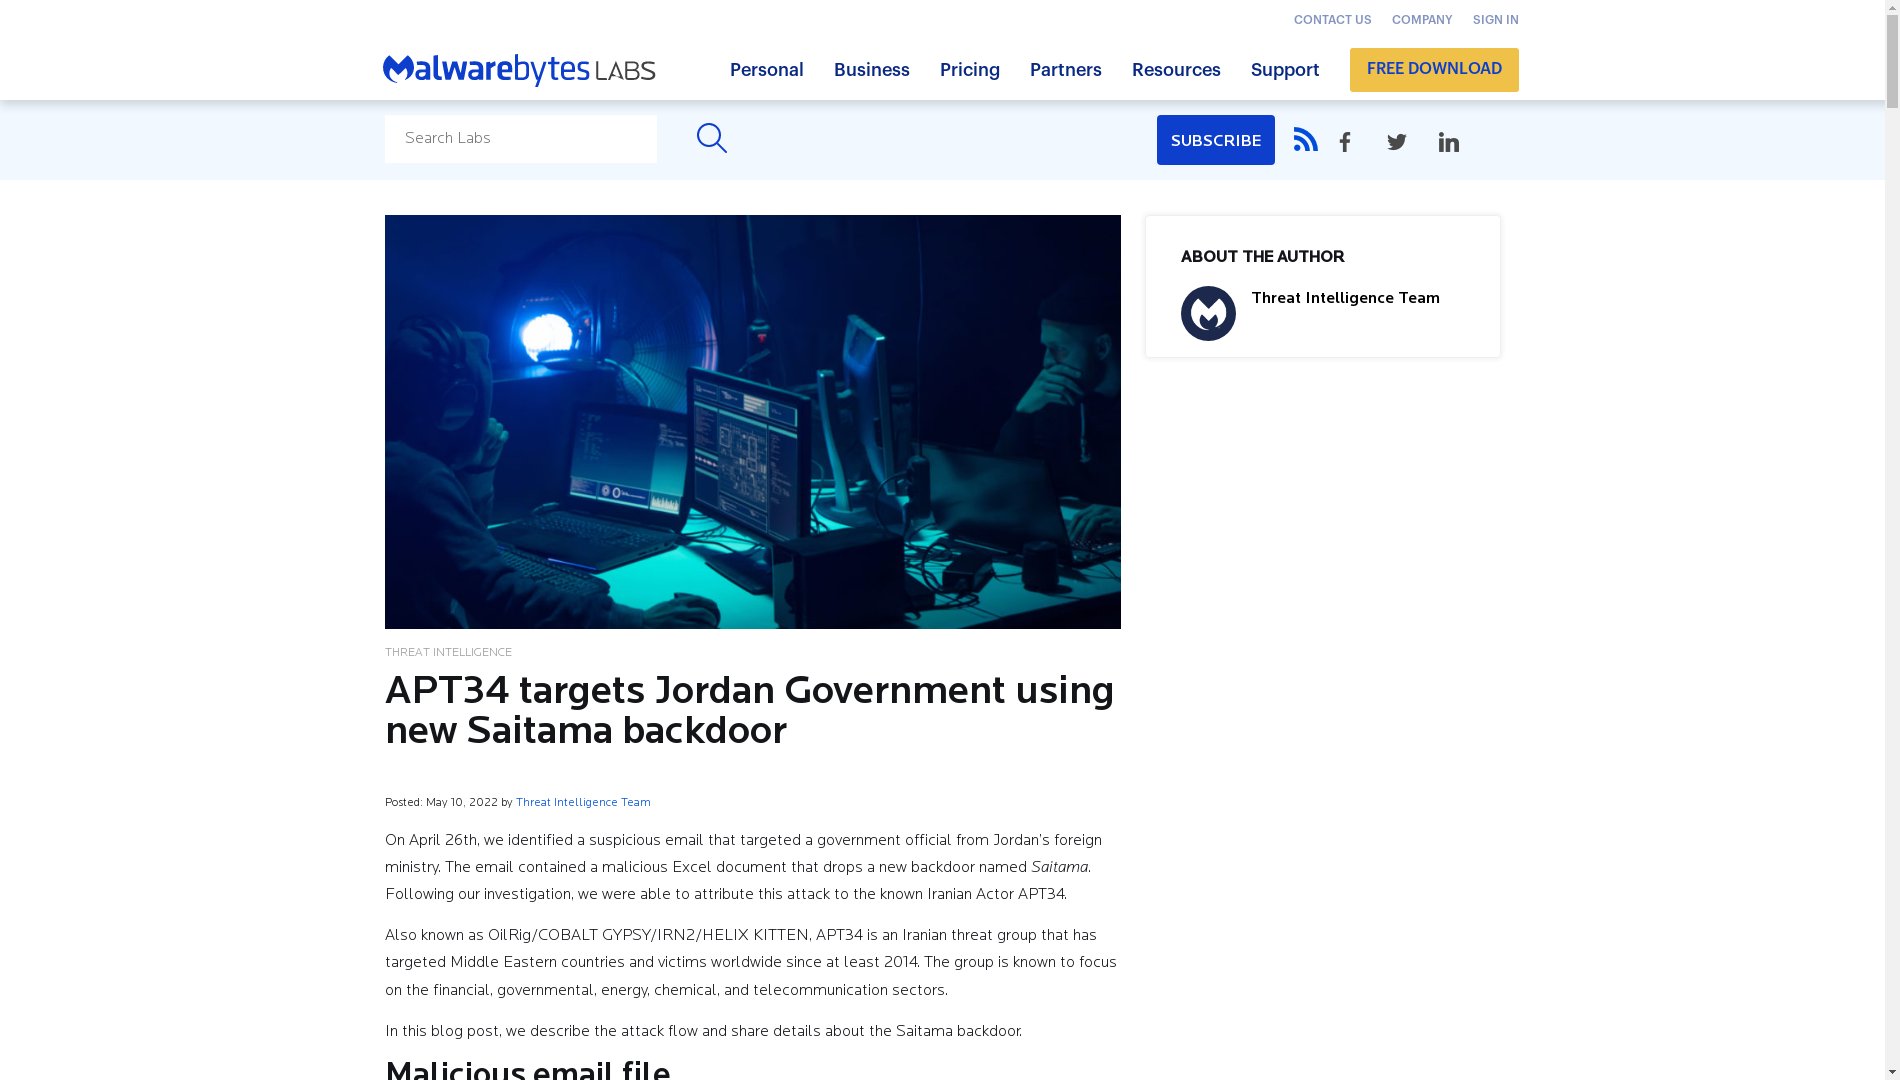 CONTACT US COMPANY SIGN IN
Malwarebytes LABS Personal Business Pricing Partners Resources Support FREE DOWNLOAD
Search Labs SUBSCRIBE
ABOUT THE AUTHOR
Threat Intelligence Team
THREAT INTELLIGENCE
APT34 targets Jordan Government using
new Saitama backdoor
Posted: May 10, 2022 by Threat Intelligence Team
On April 26th, we identified a suspicious email that targeted a government official from Jordan's foreign
ministry. The email contained a malicious Excel document that drops a new backdoor named Saitama.
Following our investigation, we were able to attribute this attack to the known Iranian Actor APT34.
Also known as OilRig/COBALT GYPSY/IRN2/HELIX KITTEN, APT34 is an Iranian threat group that has
targeted Middle Eastern countries and victims worldwide since at least 2014. The group is known to focus
on the financial, governmental, energy, chemical, and telecommunication sectors.
In this blog post, we describe the attack flow and share details about the Saitama backdoor.
Malicious email file